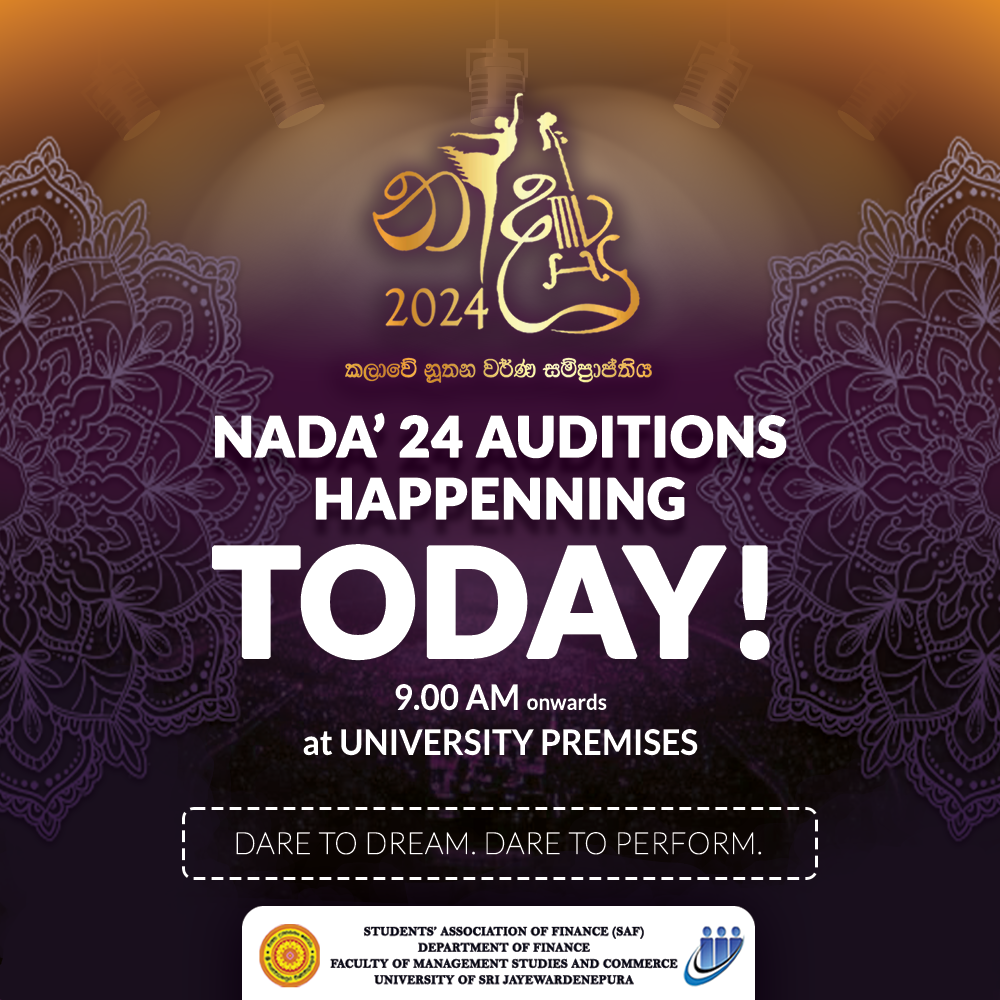 නාද
2024
කලාවේ නූතන වර්ණ සම්ප්‍රාප්තිය
NADA' 24 AUDITIONS
HAPPENNING
TODAY!
9.00 AM onwards
at UNIVERSITY PREMISES
DARE TO DREAM. DARE TO PERFORM.
STUDENTS' ASSOCIATION OF FINANCE (SAF)
DEPARTMENT OF FINANCE
FACULTY OF MANAGEMENT STUDIES AND COMMERCE
UNIVERSITY OF SRI JAYEWARDENEPURA